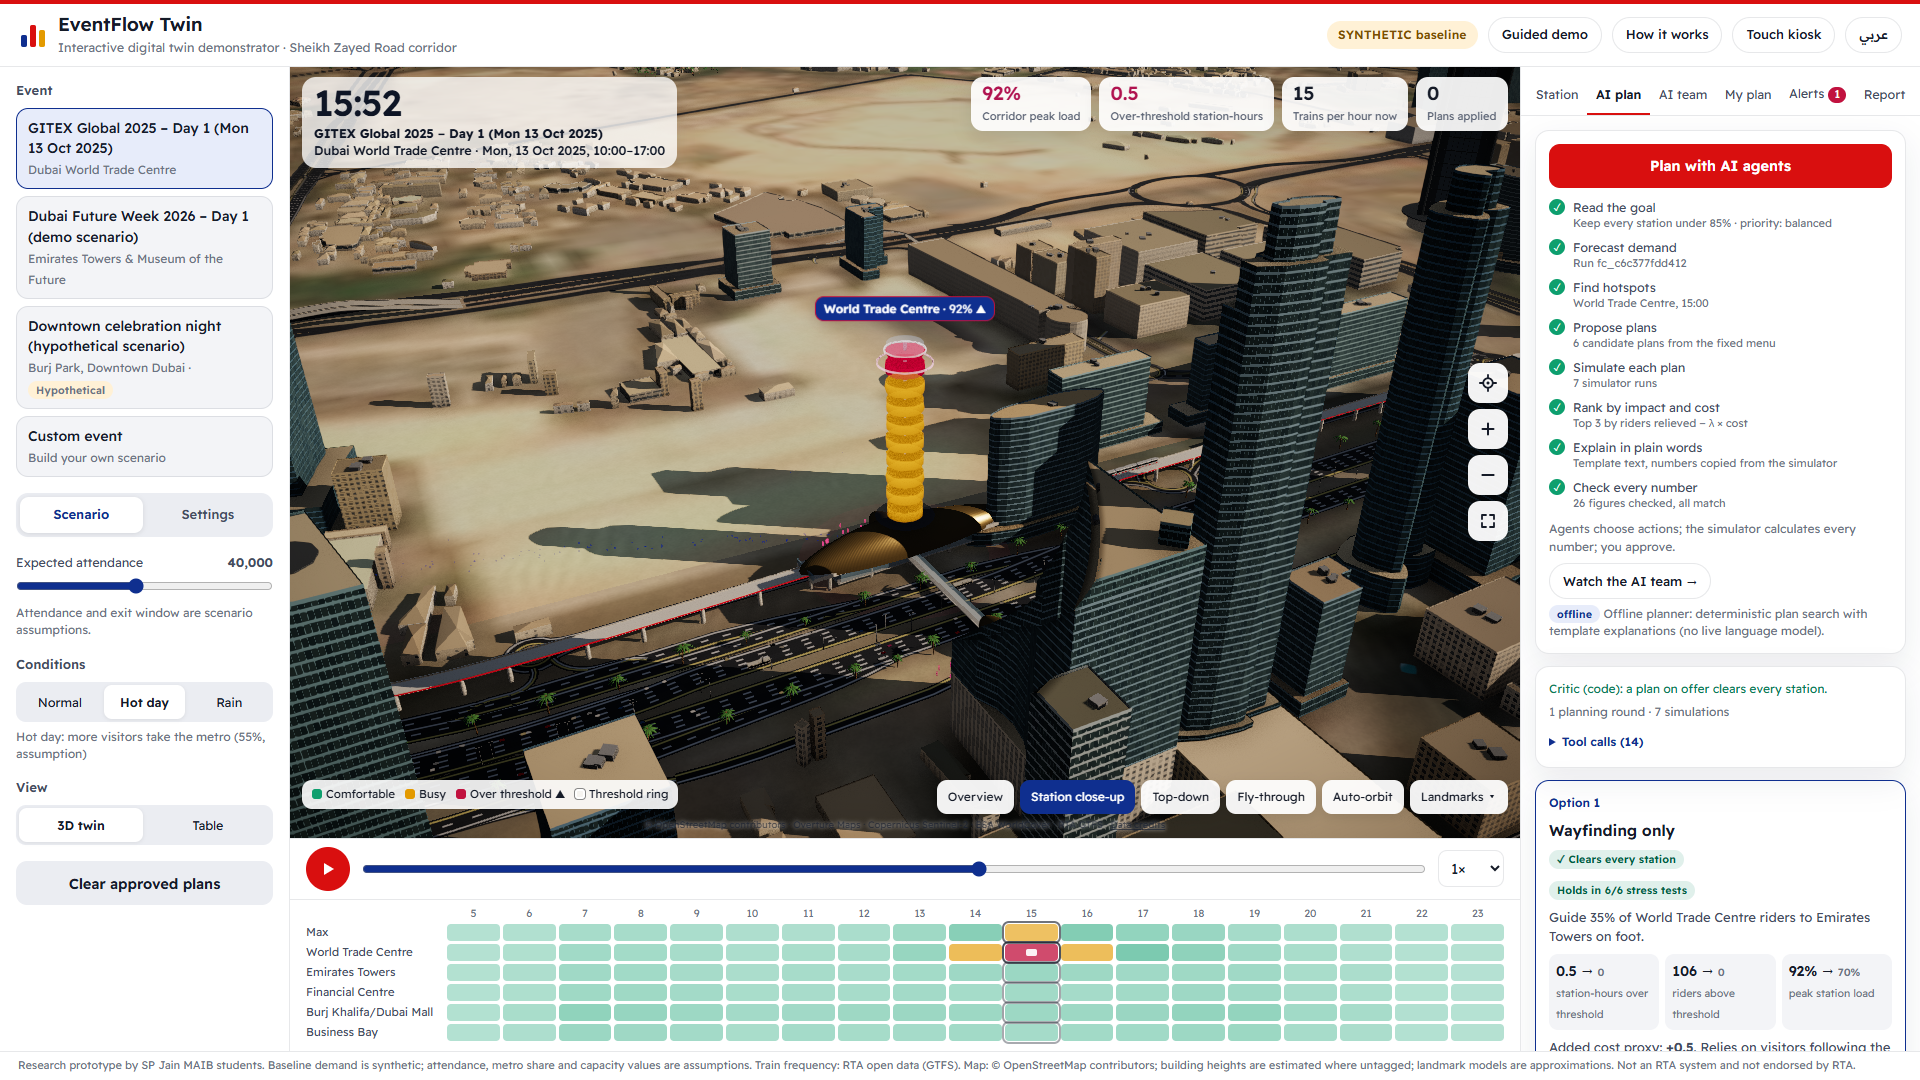 EventFlow Twin
Interactive digital twin demonstrator · Sheikh Zayed Road corridor
SYNTHETIC baseline
Guided demo
How it works
Touch kiosk
عربي
Event
GITEX Global 2025 – Day 1 (Mon
13 Oct 2025)
Dubai World Trade Centre
Dubai Future Week 2026 – Day 1
(demo scenario)
Emirates Towers & Museum of the
Future
Downtown celebration night
(hypothetical scenario)
Burj Park, Downtown Dubai ·
Hypothetical
Custom event
Build your own scenario
Scenario
Settings
Expected attendance 40,000
Attendance and exit window are scenario
assumptions.
Conditions
Normal
Hot day
Rain
Hot day: more visitors take the metro (55%,
assumption)
View
3D twin
Table
Clear approved plans
15:52
GITEX Global 2025 – Day 1 (Mon 13 Oct 2025)
Dubai World Trade Centre · Mon, 13 Oct 2025, 10:00–17:00
92%
Corridor peak load
0.5
Over-threshold station-hours
15
Trains per hour now
0
Plans applied
World Trade Centre · 92% ▲
Comfortable
Busy
Over threshold ▲
Threshold ring
Overview
Station close-up
Top-down
Fly-through
Auto-orbit
Landmarks
1×
5 6 7 8 9 10 11 12 13 14 15 16 17 18 19 20 21 22 23
Max
World Trade Centre
Emirates Towers
Financial Centre
Burj Khalifa/Dubai Mall
Business Bay
Station
AI plan
AI team
My plan
Alerts 1
Report
Plan with AI agents
Read the goal
Keep every station under 85% · priority: balanced
Forecast demand
Run fc_c6c377fdd412
Find hotspots
World Trade Centre, 15:00
Propose plans
6 candidate plans from the fixed menu
Simulate each plan
7 simulator runs
Rank by impact and cost
Top 3 by riders relieved − λ × cost
Explain in plain words
Template text, numbers copied from the simulator
Check every number
26 figures checked, all match
Agents choose actions; the simulator calculates every
number; you approve.
Watch the AI team →
offline Offline planner: deterministic plan search with
template explanations (no live language model).
Critic (code): a plan on offer clears every station.
1 planning round · 7 simulations
Tool calls (14)
Option 1
Wayfinding only
✓ Clears every station
Holds in 6/6 stress tests
Guide 35% of World Trade Centre riders to Emirates
Towers on foot.
0.5 → 0
station-hours over
threshold
106 → 0
riders above
threshold
92% → 70%
peak station load
Added cost proxy: +0.5. Relies on visitors following the
Research prototype by SP Jain MAIB students. Baseline demand is synthetic; attendance, metro share and capacity values are assumptions. Train frequency: RTA open data (GTFS). Map: © OpenStreetMap contributors; building heights are estimated where untagged; landmark models are approximations. Not an RTA system and not endorsed by RTA.